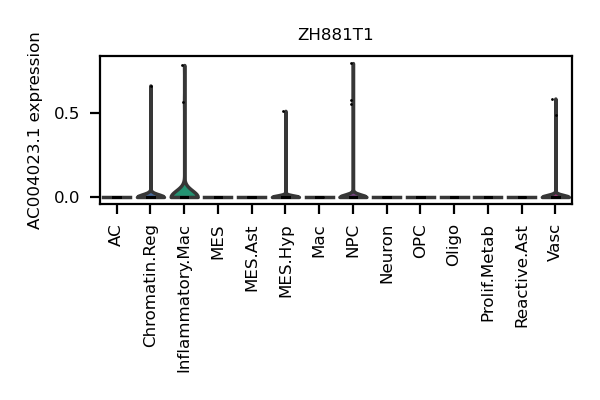 ZH881T1
AC004023.1 expression
0.5
0.0
AC
Chromatin.Reg
Inflammatory.Mac
MES
MES.Ast
MES.Hyp
Mac
NPC
Neuron
OPC
Oligo
Prolif.Metab
Reactive.Ast
Vasc